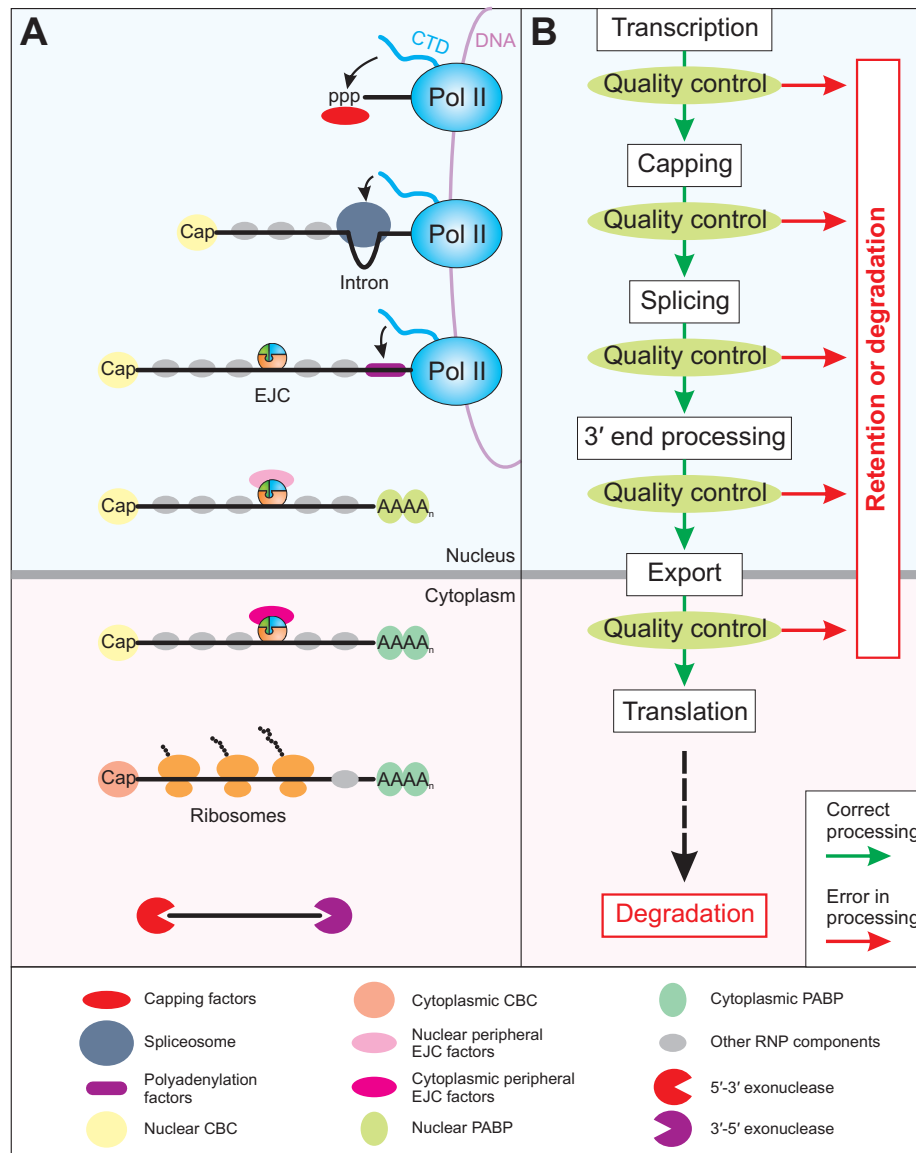 A
CTD
DNA
ppp
Pol II
Cap
Pol II
Intron
Cap
Pol II
EJC
Cap
AAAAn
Nucleus
Cytoplasm
Cap
AAAAn
Cap
AAAAn
Ribosomes
B
Transcription
Quality control
Capping
Quality control
Splicing
Quality control
3′ end processing
Quality control
Export
Quality control
Translation
Degradation
Retention or degradation
Correct
processing
Error in
processing
Capping factors
Spliceosome
Polyadenylation
factors
Nuclear CBC
Cytoplasmic CBC
Nuclear peripheral
EJC factors
Cytoplasmic peripheral
EJC factors
Nuclear PABP
Cytoplasmic PABP
Other RNP components
5′-3′ exonuclease
3′-5′ exonuclease